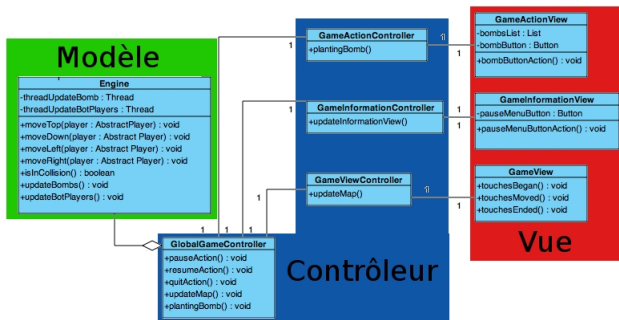 Modèle
Engine
-threadUpdateBomb : Thread
-threadUpdateBotPlayers : Thread
+moveTop(player : AbstractPlayer) : void
+moveDown(player : Abstract Player) : void
+moveLeft(player : Abstract Player) : void
+moveRight(player : Abstract Player) : void
+isInCollision() : boolean
+updateBombs() : void
+updateBotPlayers() : void
GameActionController
+plantingBomb()
1
1
1
GameInformationController
+updateInformationView()
1
1
1
GameViewController
+updateMap()
1
1
1
GameActionView
-bombsList : List
-bombButton : Button
+bombButtonAction() : void
GameInformationView
-pauseMenuButton : Button
+pauseMenuButtonAction() : void
GameView
+touchesBegan() : void
+touchesMoved() : void
+touchesEnded() : void
Vue
1
1
1
GlobalGameController
+pauseAction() : void
+resumeAction() : void
+quitAction() : void
+updateMap() : void
+plantingBomb() : void
Contrôleur